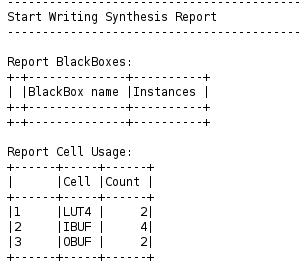 ---------------------------------------------------------------------------------
Start Writing Synthesis Report
---------------------------------------------------------------------------------

Report BlackBoxes:
+-+--------------+----------+
| |BlackBox name |Instances |
+-+--------------+----------+
+-+--------------+----------+

Report Cell Usage:
+------+-----+------+
|      |Cell |Count |
+------+-----+------+
|1     |LUT4 |     2|
|2     |IBUF |     4|
|3     |OBUF |     2|
+------+-----+------+